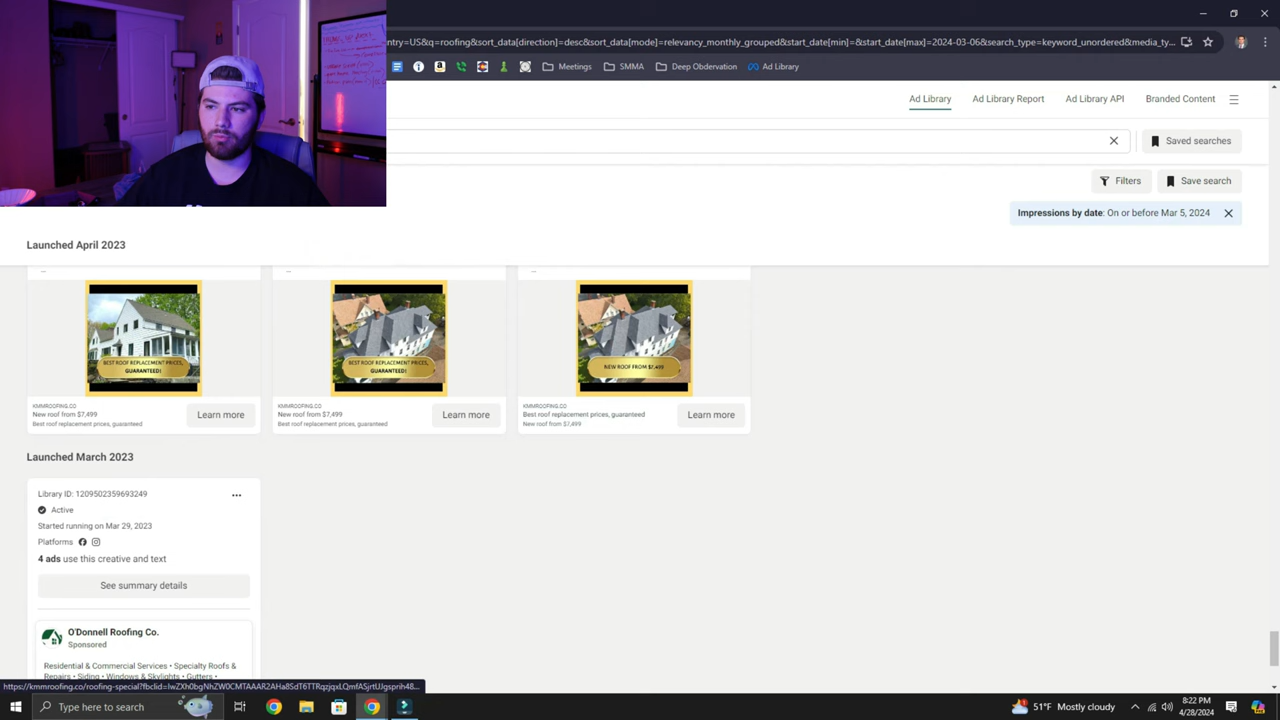 ntry=US&q=roofing&sort_data[direction]=desc&sort_data[mode]=relevancy_monthly_grouped&start_date[min]=&start_date[max]=2024-03-06&search_type=keyword_unordered&media_ty...
Meetings
SMMA
Deep Obdervation
Ad Library
Ad Library
Ad Library Report
Ad Library API
Branded Content
Saved searches
Filters
Save search
Impressions by date: On or before Mar 5, 2024
Launched April 2023
BEST ROOF REPLACEMENT PRICES,
GUARANTEED!
BEST ROOF REPLACEMENT PRICES,
GUARANTEED!
NEW ROOF FROM $7,499
KMMROOFING.CO
New roof from $7,499
Best roof replacement prices, guaranteed
Learn more
KMMROOFING.CO
New roof from $7,499
Best roof replacement prices, guaranteed
Learn more
KMMROOFING.CO
Best roof replacement prices, guaranteed
New roof from $7,499
Learn more
Launched March 2023
Library ID: 1209502359693249
Active
Started running on Mar 29, 2023
Platforms
4 ads use this creative and text
See summary details
O'Donnell Roofing Co.
Sponsored
Residential & Commercial Services • Specialty Roofs &
Repairs • Siding • Windows & Skylights • Gutters •
Type here to search
51°F Mostly cloudy
8:22 PM
4/28/2024